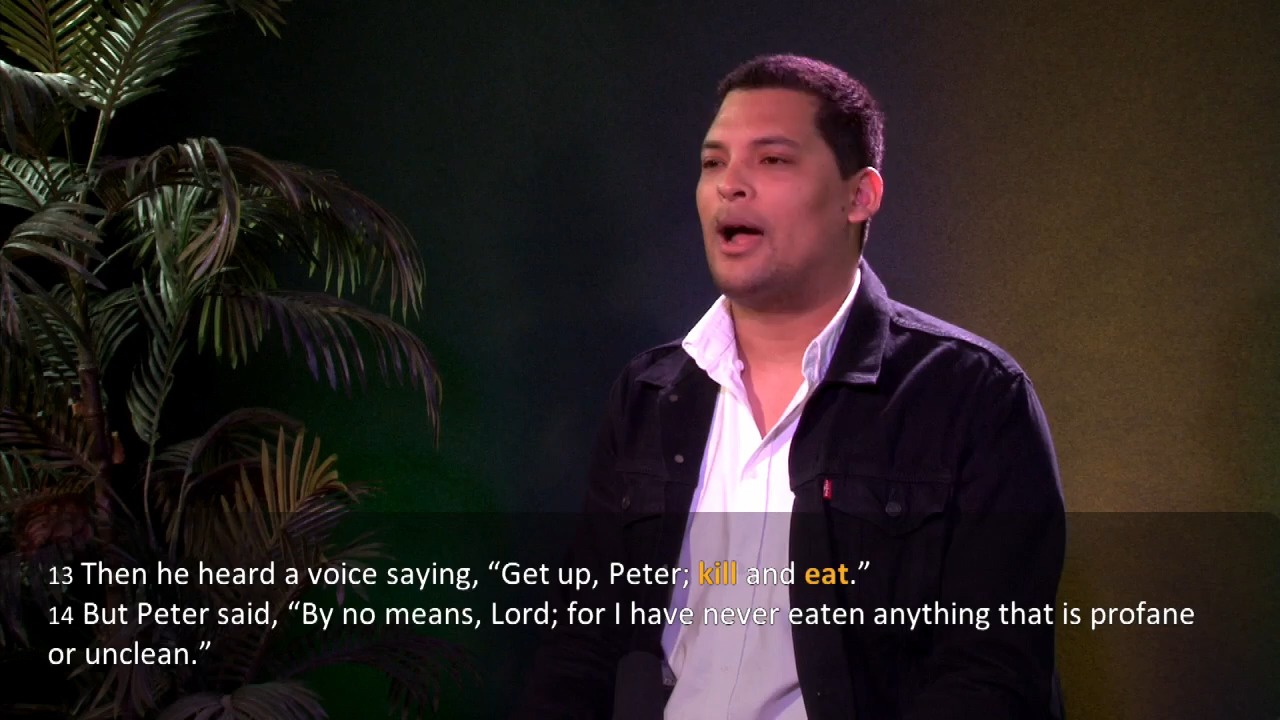 13 Then he heard a voice saying, “Get up, Peter; kill and eat.”
14 But Peter said, “By no means, Lord; for I have never eaten anything that is profane
or unclean.”